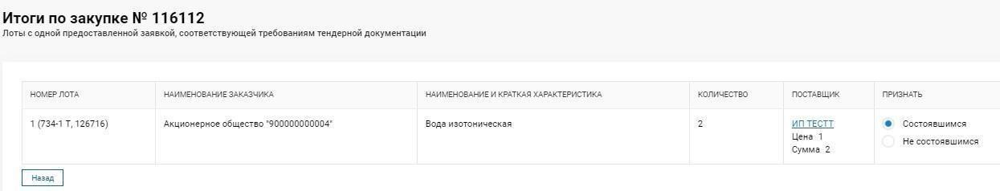 Итоги по закупке № 116112
Лоты с одной предоставленной заявкой, соответствующей требованиям тендерной документации
НОМЕР ЛОТА НАИМЕНОВАНИЕ ЗАКАЗЧИКА НАИМЕНОВАНИЕ И КРАТКАЯ ХАРАКТЕРИСТИКА КОЛИЧЕСТВО ПОСТАВЩИК ПРИЗНАТЬ
1 (734-1 Т, 126716) Акционерное общество "900000000004" Вода изотоническая 2 ИП ТЕСТТ Состоявшимся
Цена 1
Не состоявшимся
Сумма 2
Назад